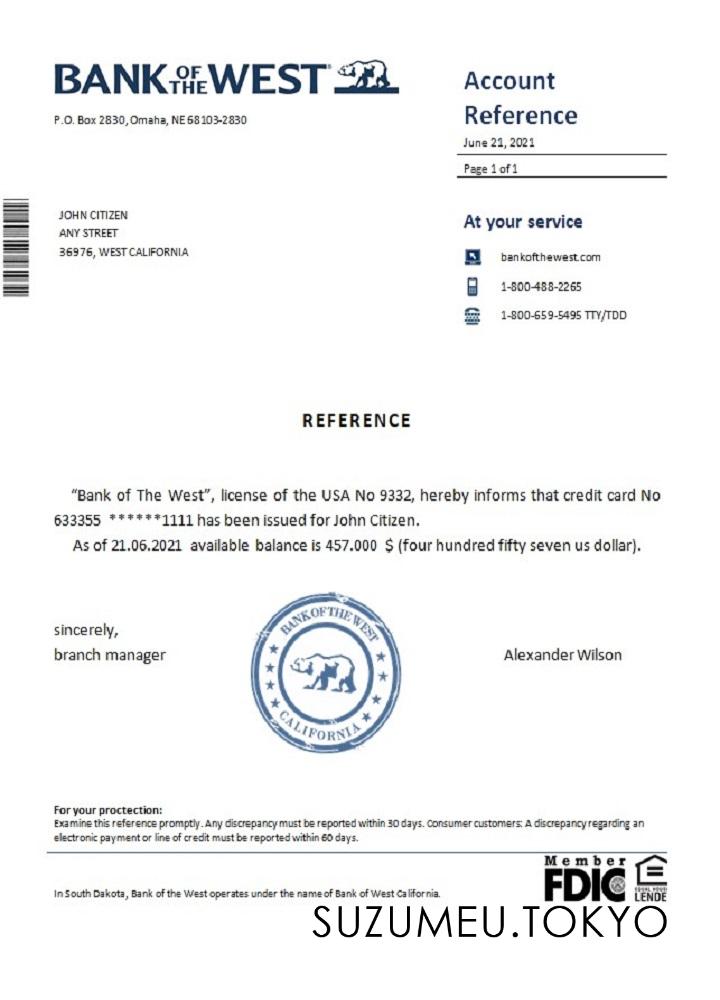 BANK OF THE WEST
P.O. Box 2830, Omaha, NE 68103-2830
Account
Reference
June 21, 2021
Page 1 of 1
JOHN CITIZEN
ANY STREET
36976, WEST CALIFORNIA
At your service
bankofthewest.com
1-800-488-2265
1-800-659-5495 TTY/TDD
REFERENCE
“Bank of The West”, license of the USA No 9332, hereby informs that credit card No
633355 ******1111 has been issued for John Citizen.
As of 21.06.2021 available balance is 457.000 $ (four hundred fifty seven us dollar).
sincerely,
branch manager
BANK OF THE WEST
CALIFORNIA
Alexander Wilson
For your proctection:
Examine this reference promptly. Any discrepancy must be reported within 30 days. Consumer customers: A discrepancy regarding an
electronic payment or line of credit must be reported within 60 days.
In South Dakota, Bank of the West operates under the name of Bank of West California.
Member
FDIC
LENDE
SUZUMEU.TOKYO